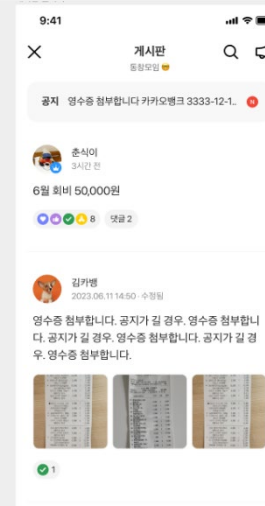 9:41
게시판
동창모임
공지 영수증 첨부합니다 카카오뱅크 3333-12-1.. N
춘식이
3시간 전
6월 회비 50,000원
8 댓글 2
김카뱅
2023.06.11 14:50 · 수정됨
영수증 첨부합니다. 공지가 길 경우. 영수증 첨부합니
다. 공지가 길 경우. 영수증 첨부합니다. 공지가 길 경
우. 영수증 첨부합니다.
1